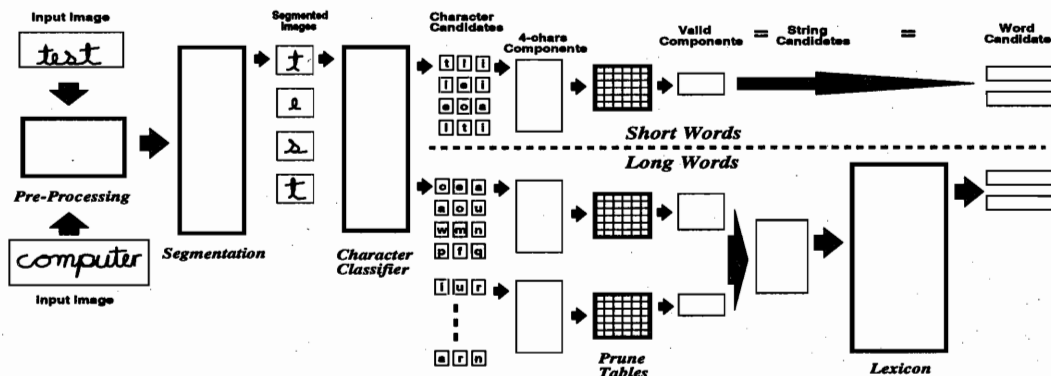 Input Image
test
Pre-Processing
computer
Input Image
Segmentation
Segmented
Images
t
e
s
t
Character
Classifier
Character
Candidates
t l l
l e l
e o a
l t l
4-chars
Components
Valid
Components
=
String
Candidates
=
Word
Candidate
Short Words
Long Words
o e a
a o u
w m n
p f q
i u r
a r n
Prune
Tables
Lexicon